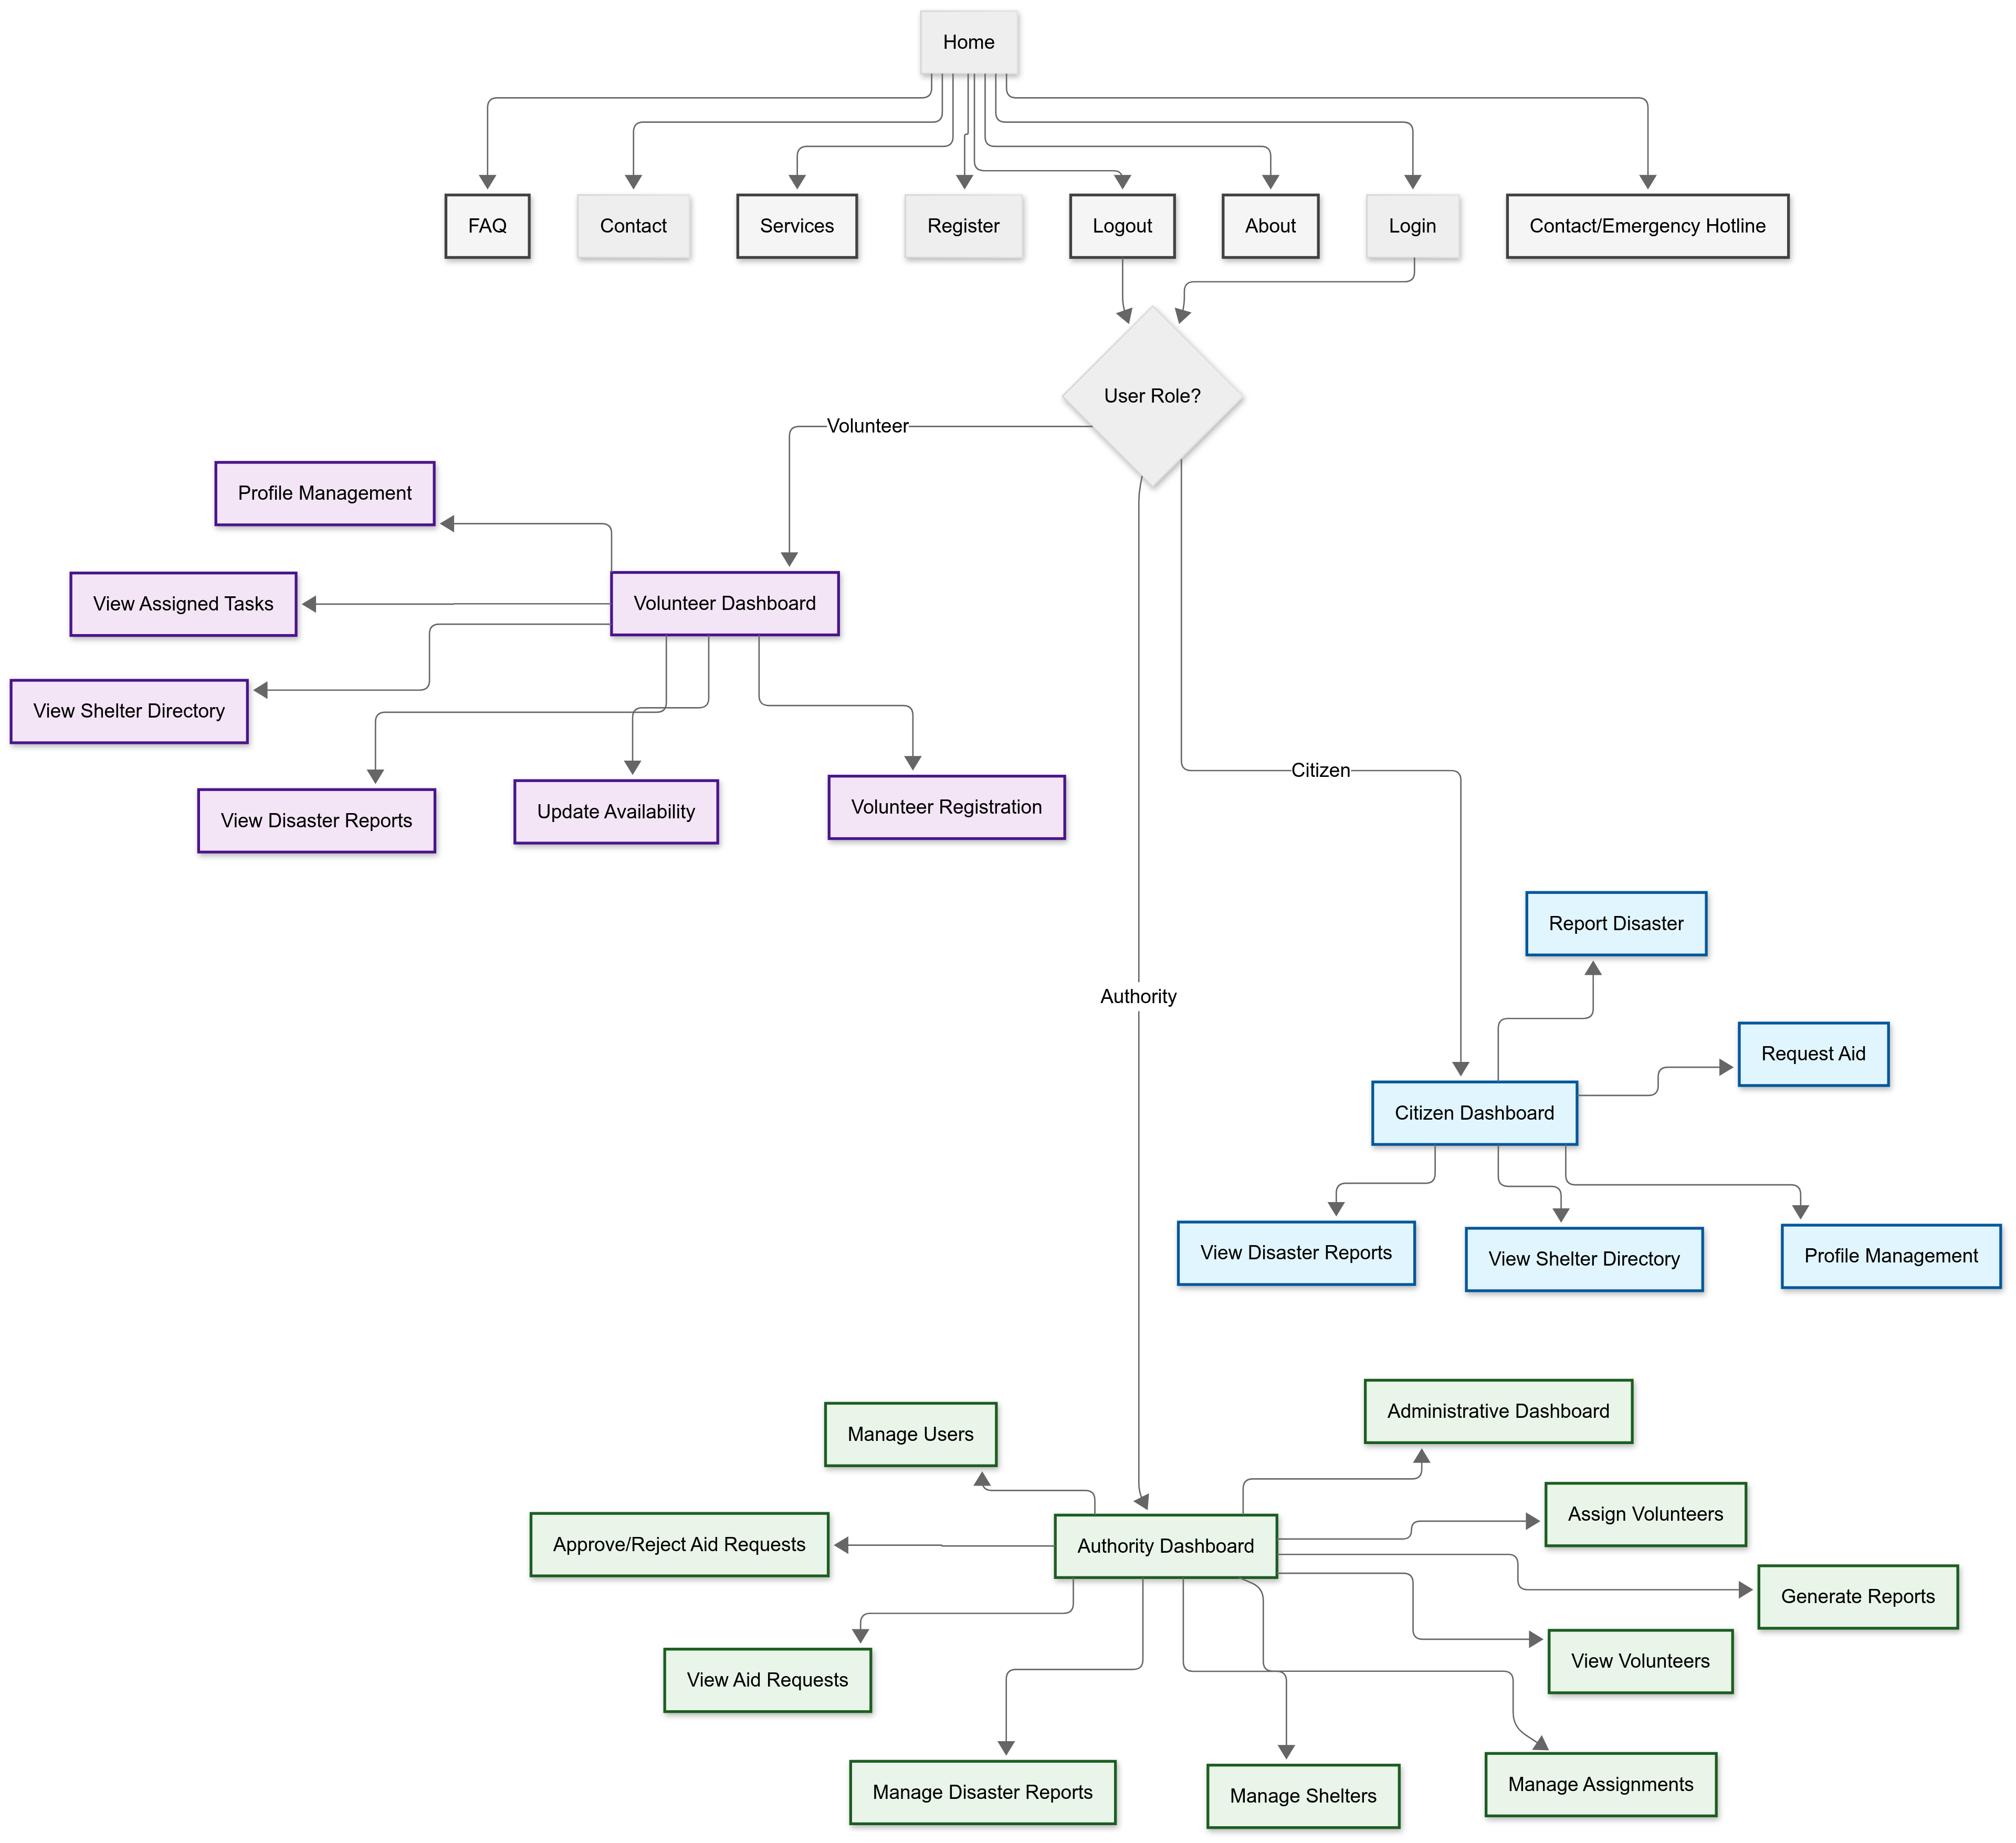 Home
FAQ
Contact
Services
Register
Logout
About
Login
Contact/Emergency Hotline
User Role?
Volunteer
Profile Management
View Assigned Tasks
Volunteer Dashboard
View Shelter Directory
View Disaster Reports
Update Availability
Volunteer Registration
Citizen
Authority
Report Disaster
Request Aid
Citizen Dashboard
View Disaster Reports
View Shelter Directory
Profile Management
Administrative Dashboard
Manage Users
Assign Volunteers
Approve/Reject Aid Requests
Authority Dashboard
Generate Reports
View Volunteers
View Aid Requests
Manage Disaster Reports
Manage Shelters
Manage Assignments